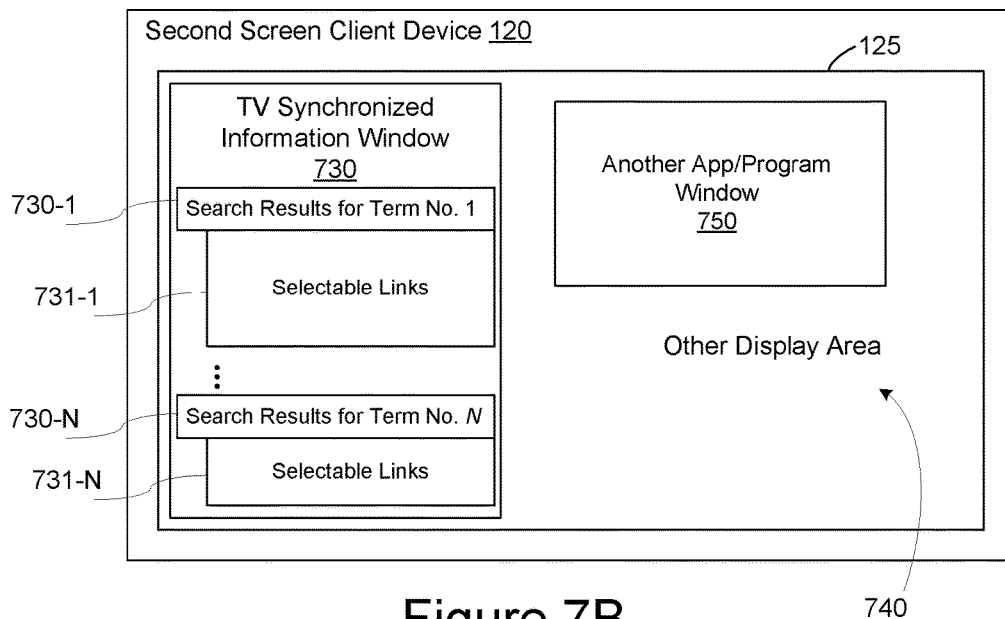 Second Screen Client Device 120
125
TV Synchronized
Information Window
730
730-1
Search Results for Term No. 1
731-1
Selectable Links
730-N
Search Results for Term No. N
731-N
Selectable Links
Another App/Program
Window
750
Other Display Area
740
Figure 7B